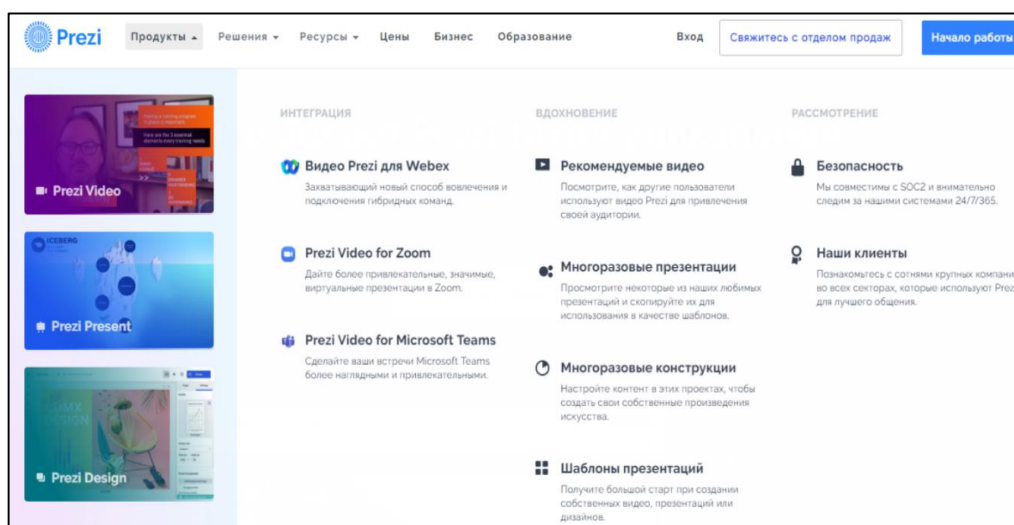 Prezi
Продукты
Решения
Ресурсы
Цены
Бизнес
Образование
Вход
Свяжитесь с отделом продаж
Начало работы
Prezi Video
ICEBERG
Prezi Present
Prezi Design
ИНТЕГРАЦИЯ
Видео Prezi для Webex
Захватывающий новый способ вовлечения и
подключения гибридных команд.
Prezi Video for Zoom
Дайте более привлекательные, значимые,
виртуальные презентации в Zoom.
Prezi Video for Microsoft Teams
Сделайте ваши встречи Microsoft Teams
более наглядными и привлекательными.
ВДОХНОВЕНИЕ
Рекомендуемые видео
Посмотрите, как другие пользователи
используют видео Prezi для привлечения
своей аудитории.
Многоразовые презентации
Просмотрите некоторые из наших любимых
презентаций и скопируйте их для
использования в качестве шаблонов.
Многоразовые конструкции
Настройте контент в этих проектах, чтобы
создать свои собственные произведения
искусства.
Шаблоны презентаций
Получите большой старт при создании
собственных видео, презентаций или
дизайнов.
РАССМОТРЕНИЕ
Безопасность
Мы совместимы с SOC2 и внимательно
следим за нашими системами 24/7/365.
Наши клиенты
Познакомьтесь с сотнями крупных компани
во всех секторах, которые используют Prez
для лучшего общения.